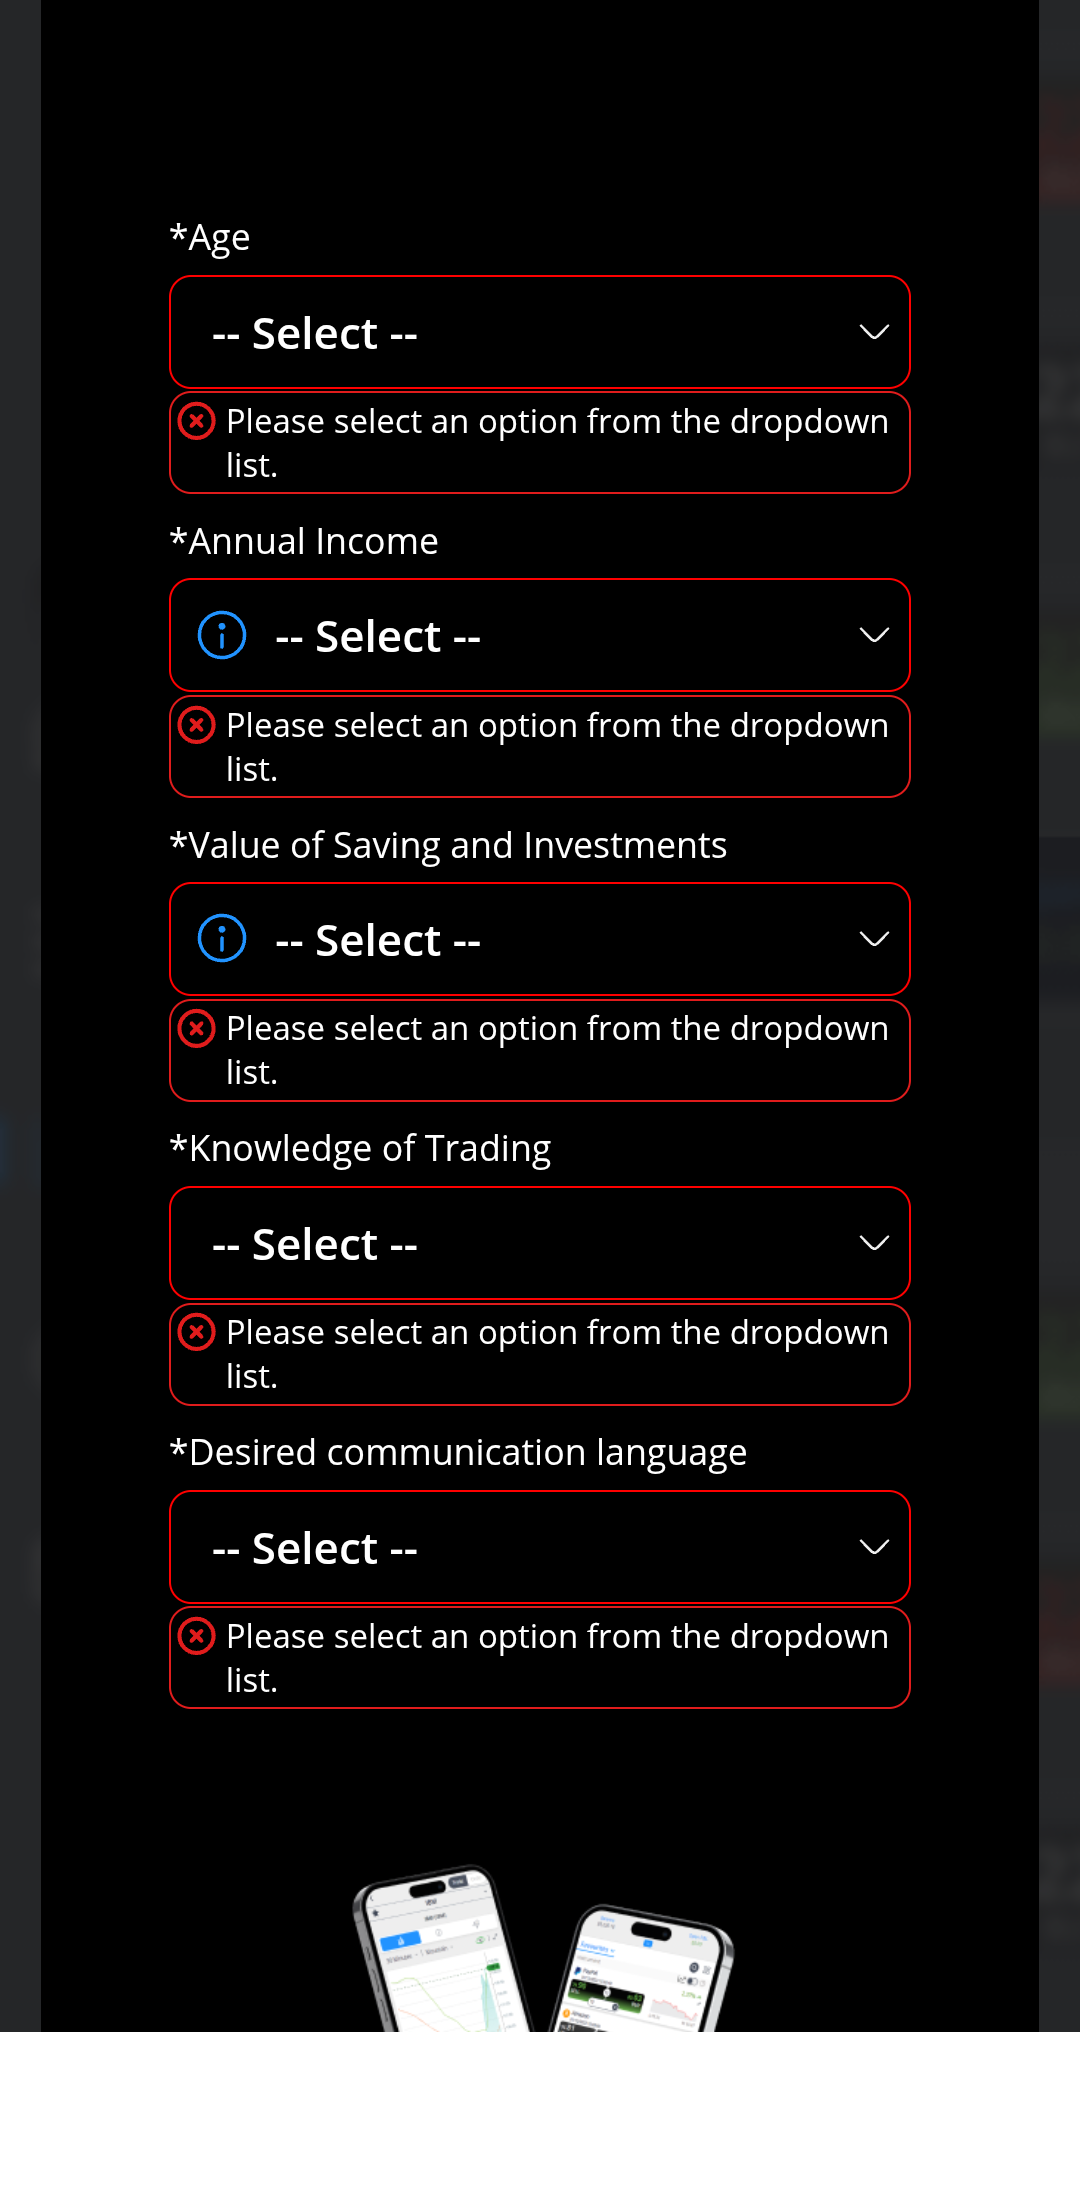 *Age
-- Select --
Please select an option from the dropdown
list.
*Annual Income
-- Select --
Please select an option from the dropdown
list.
*Value of Saving and Investments
-- Select --
Please select an option from the dropdown
list.
*Knowledge of Trading
-- Select --
Please select an option from the dropdown
list.
*Desired communication language
-- Select --
Please select an option from the dropdown
list.